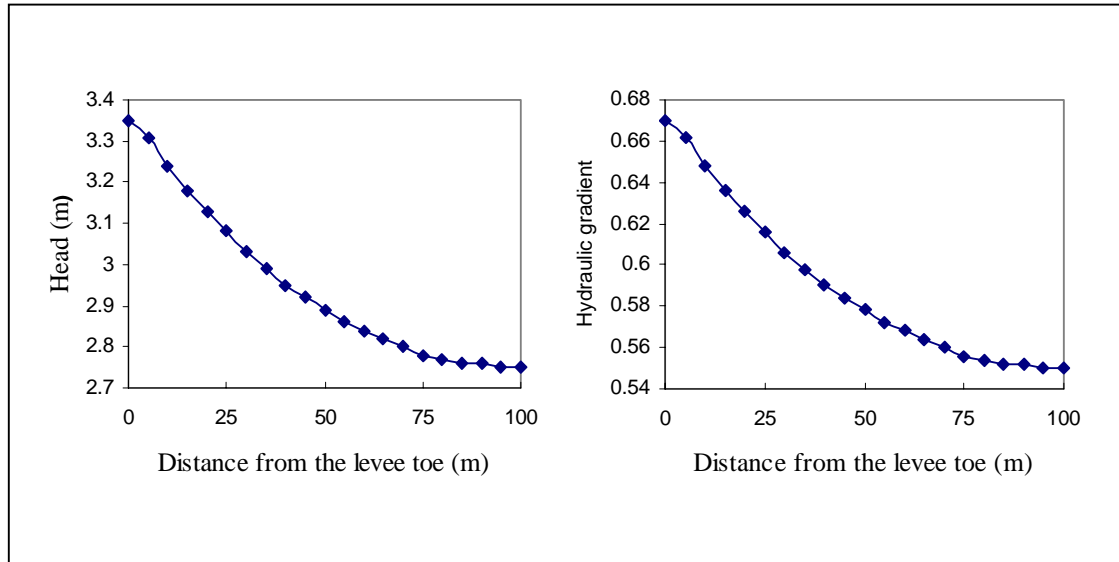 3.4
3.3
3.2
3.1
3
2.9
2.8
2.7
Head (m)
0 25 50 75 100
Distance from the levee toe (m)
0.68
0.66
0.64
0.62
0.6
0.58
0.56
0.54
Hydraulic gradient
0 25 50 75 100
Distance from the levee toe (m)